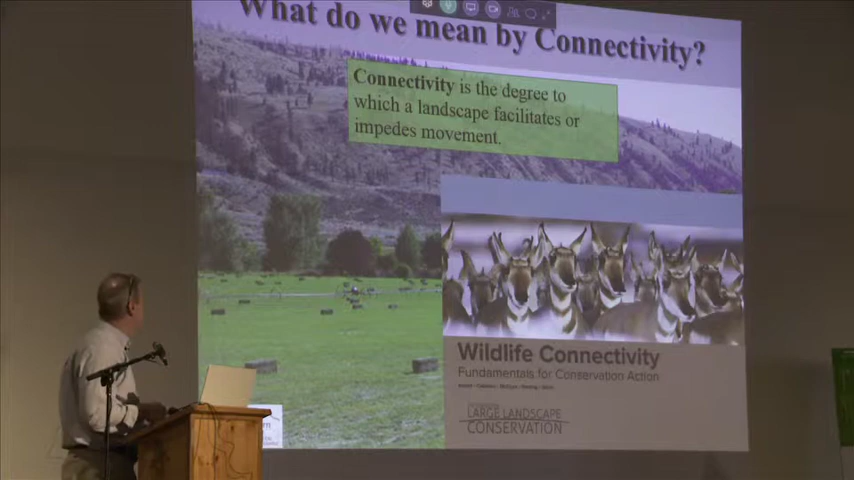 What do we mean by Connectivity?
Connectivity is the degree to
which a landscape facilitates or
impedes movement.
Wildlife Connectivity
Fundamentals for Conservation Action
LARGE LANDSCAPE
CONSERVATION